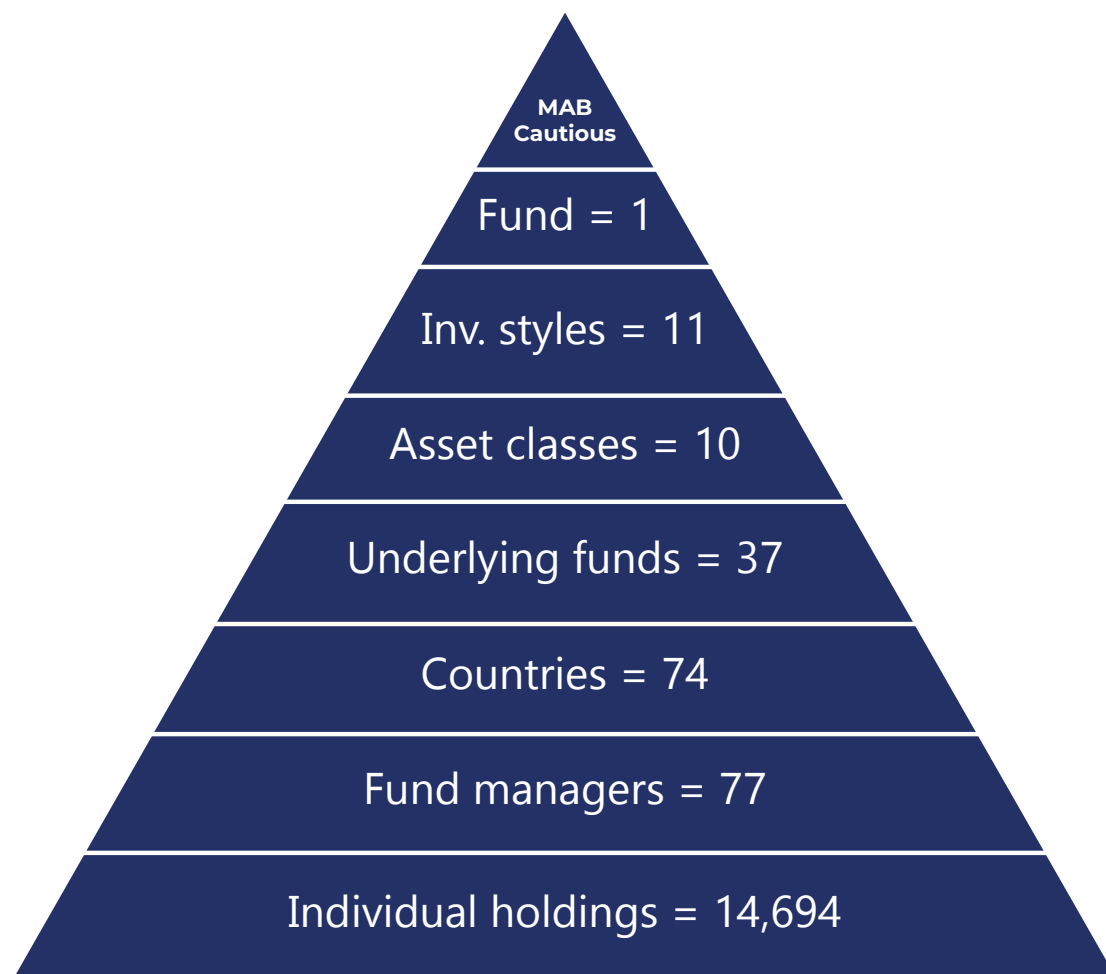 MAB
Cautious
Fund = 1
Inv. styles = 11
Asset classes = 10
Underlying funds = 37
Countries = 74
Fund managers = 77
Individual holdings = 14,694